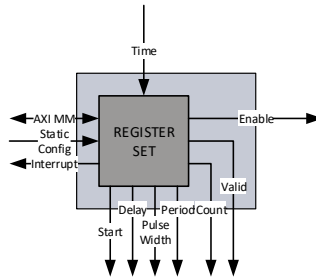 Time
AXI MM
Static
Config
Interrupt
REGISTER
SET
Enable
Valid
Start
Delay
Pulse
Width
Period
Count